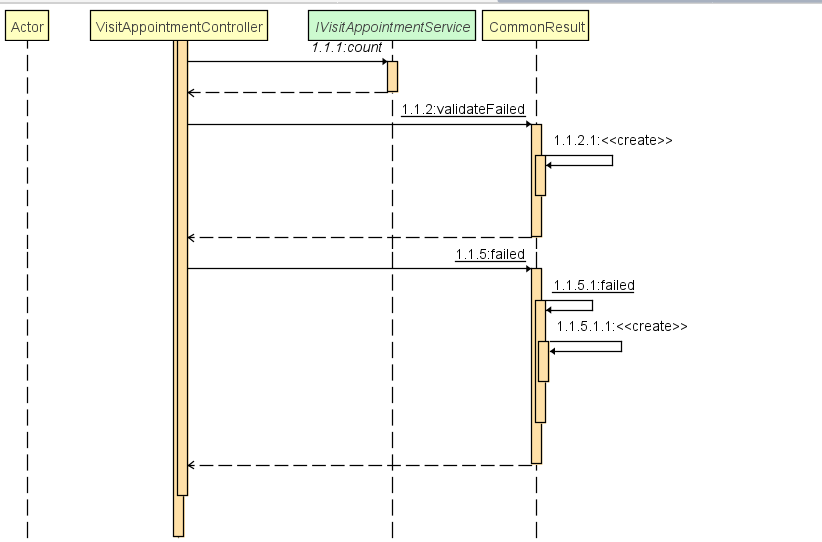 Actor
VisitAppointmentController
IVisitAppointmentService
CommonResult
1.1.1:count
1.1.2:validateFailed
1.1.2.1:<<create>>
1.1.5:failed
1.1.5.1:failed
1.1.5.1.1:<<create>>